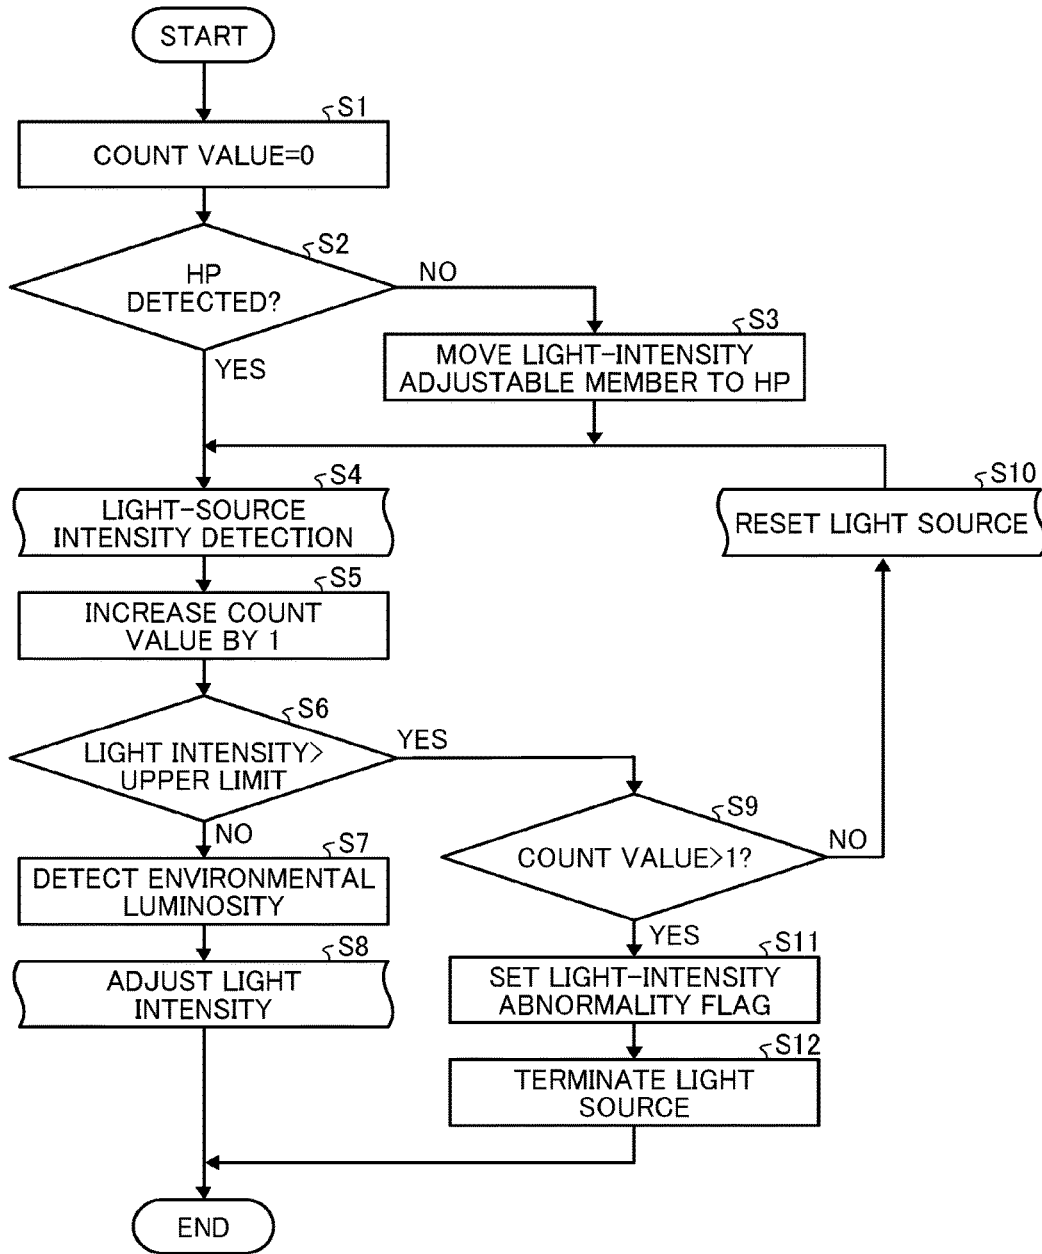 START
S1
COUNT VALUE=0
S2
HP
DETECTED?
NO
YES
S3
MOVE LIGHT-INTENSITY
ADJUSTABLE MEMBER TO HP
S4
LIGHT-SOURCE
INTENSITY DETECTION
S10
RESET LIGHT SOURCE
S5
INCREASE COUNT
VALUE BY 1
S6
LIGHT INTENSITY>
UPPER LIMIT
YES
NO
S9
COUNT VALUE>1?
NO
YES
S7
DETECT ENVIRONMENTAL
LUMINOSITY
S8
ADJUST LIGHT
INTENSITY
S11
SET LIGHT-INTENSITY
ABNORMALITY FLAG
S12
TERMINATE LIGHT
SOURCE
END